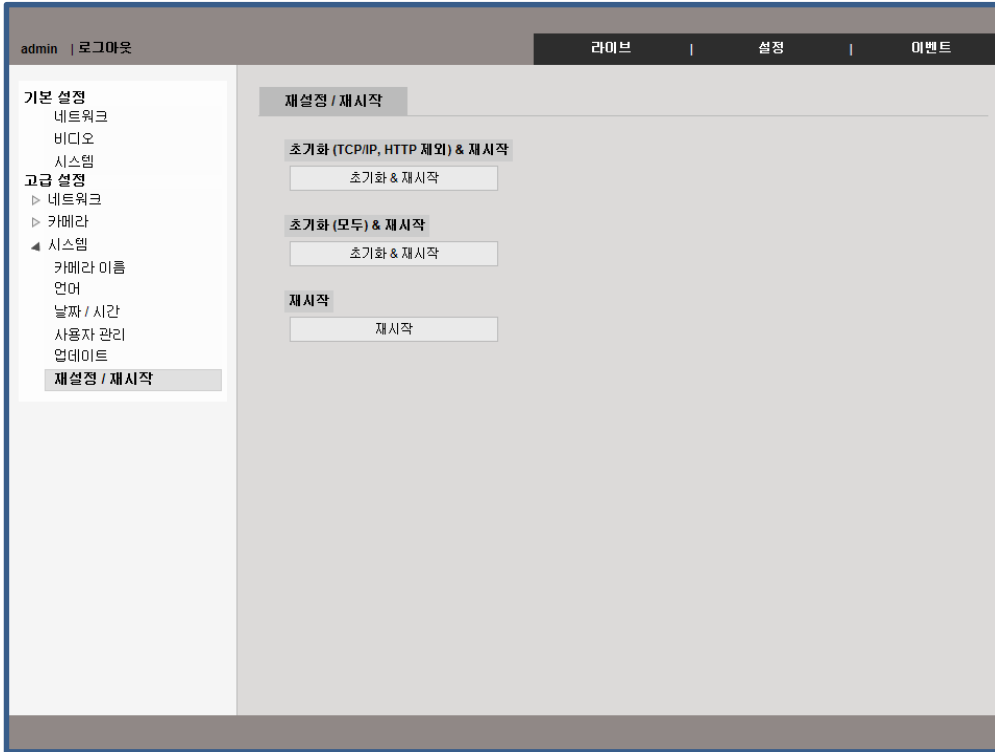 admin | 로그아웃
라이브 | 설정 | 이벤트
기본 설정
네트워크
비디오
시스템
고급 설정
▷ 네트워크
▷ 카메라
◢ 시스템
카메라 이름
언어
날짜 / 시간
사용자 관리
업데이트
재설정 / 재시작
재설정 / 재시작
초기화 (TCP/IP, HTTP 제외) & 재시작
초기화 & 재시작
초기화 (모두) & 재시작
초기화 & 재시작
재시작
재시작